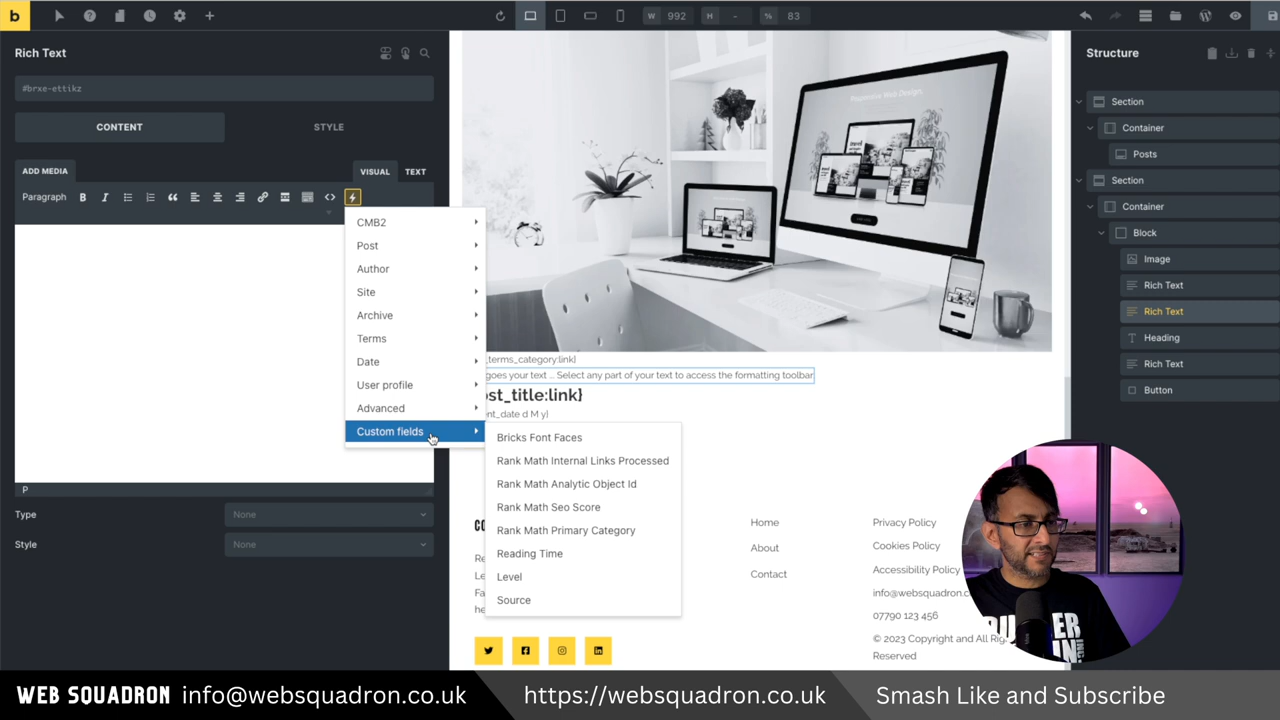 b
W 992 H - % 83
Rich Text
#brxe-ettikz
CONTENT
STYLE
ADD MEDIA
VISUAL
TEXT
Paragraph
B
I
CMB2
Post
Author
Site
Archive
Terms
Date
User profile
Advanced
Custom fields
Bricks Font Faces
Rank Math Internal Links Processed
Rank Math Analytic Object Id
Rank Math Seo Score
Rank Math Primary Category
Reading Time
Level
Source
P
Type
None
Style
None
Progressive Web Design
_terms_category:link}
goes your text ... Select any part of your text to access the formatting toolbar
st_title:link}
nt_date d M y}
Home
About
Contact
Privacy Policy
Cookies Policy
Accessibility Policy
info@websquadron.c
07790 123 456
© 2023 Copyright and All Rig
Reserved
Structure
Section
Container
Posts
Section
Container
Block
Image
Rich Text
Rich Text
Heading
Rich Text
Button
WEB SQUADRON info@websquadron.co.uk
https://websquadron.co.uk
Smash Like and Subscribe